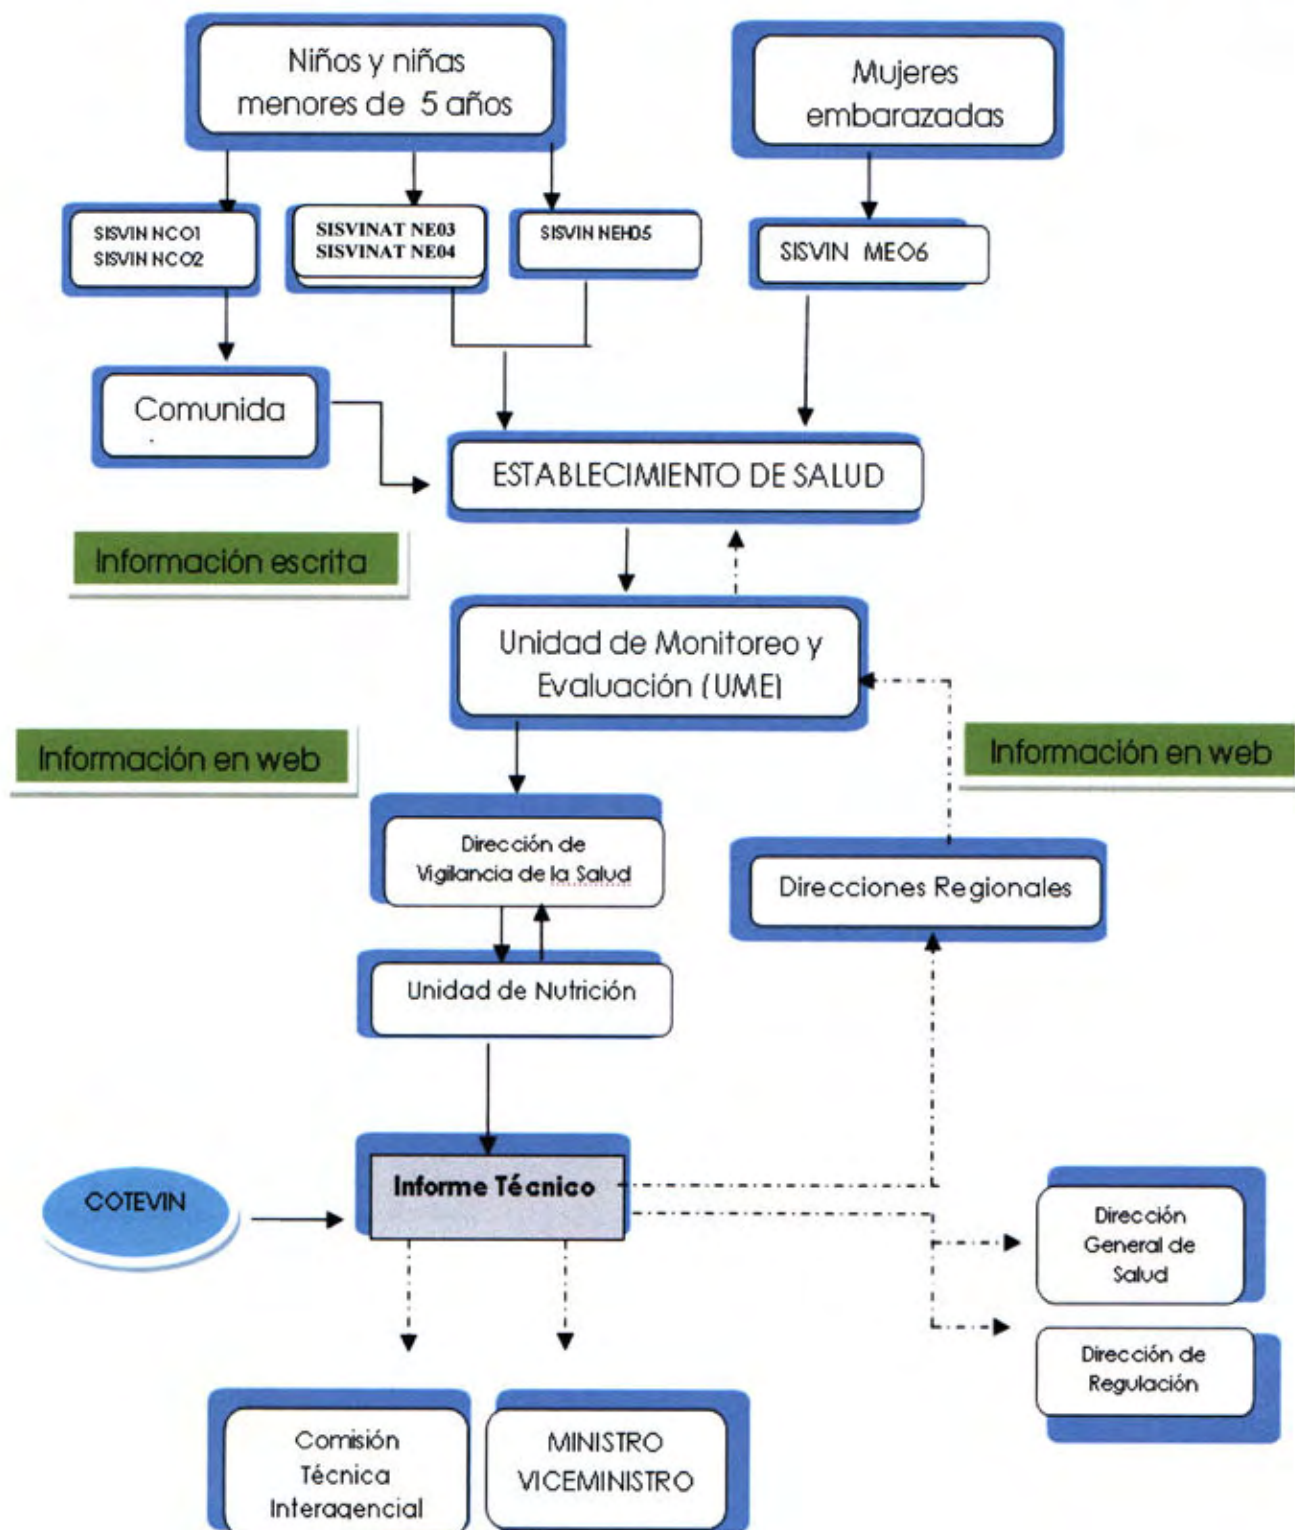 Niños y niñas
menores de 5 años
Mujeres
embarazadas
SISVIN NCO1
SISVIN NCO2
SISVINAT NE03
SISVINAT NE04
SISVIN NEH05
SISVIN MEO6
Comunida
ESTABLECIMIENTO DE SALUD
Información escrita
Unidad de Monitoreo y
Evaluación (UME)
Información en web
Información en web
Dirección de
Vigilancia de la Salud
Direcciones Regionales
Unidad de Nutrición
Informe Técnico
COTEVIN
Dirección
General de
Salud
Dirección de
Regulación
Comisión
Técnica
Interagencial
MINISTRO
VICEMINISTRO